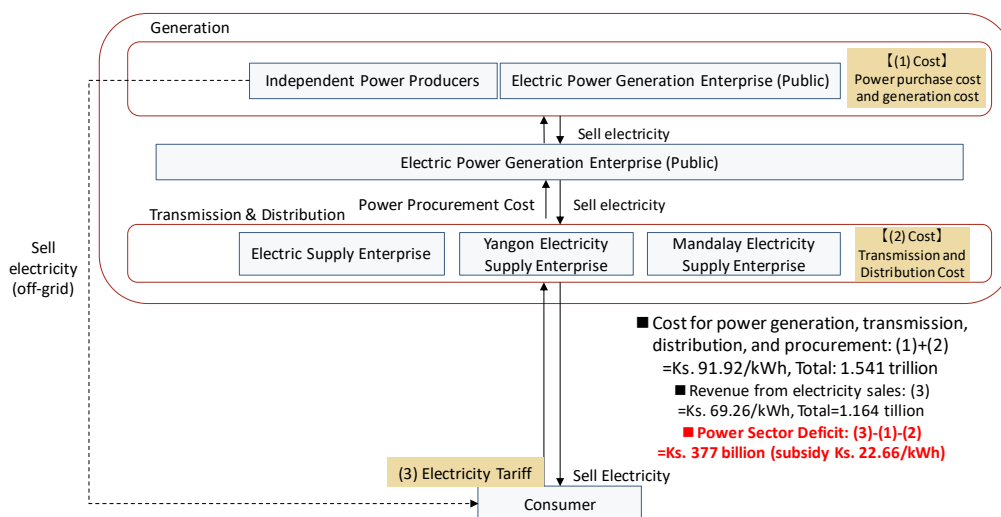 Generation
Independent Power Producers
Electric Power Generation Enterprise (Public)
【(1) Cost】
Power purchase cost
and generation cost
Sell electricity
Electric Power Generation Enterprise (Public)
Power Procurement Cost
Sell electricity
Transmission & Distribution
Electric Supply Enterprise
Yangon Electricity
Supply Enterprise
Mandalay Electricity
Supply Enterprise
【(2) Cost】
Transmission and
Distribution Cost
Sell
electricity
(off-grid)
■ Cost for power generation, transmission,
distribution, and procurement: (1)+(2)
=Ks. 91.92/kWh, Total: 1.541 trillion
■ Revenue from electricity sales: (3)
=Ks. 69.26/kWh, Total=1.164 tillion
■ Power Sector Deficit: (3)-(1)-(2)
=Ks. 377 billion (subsidy Ks. 22.66/kWh)
(3) Electricity Tariff
Sell Electricity
Consumer